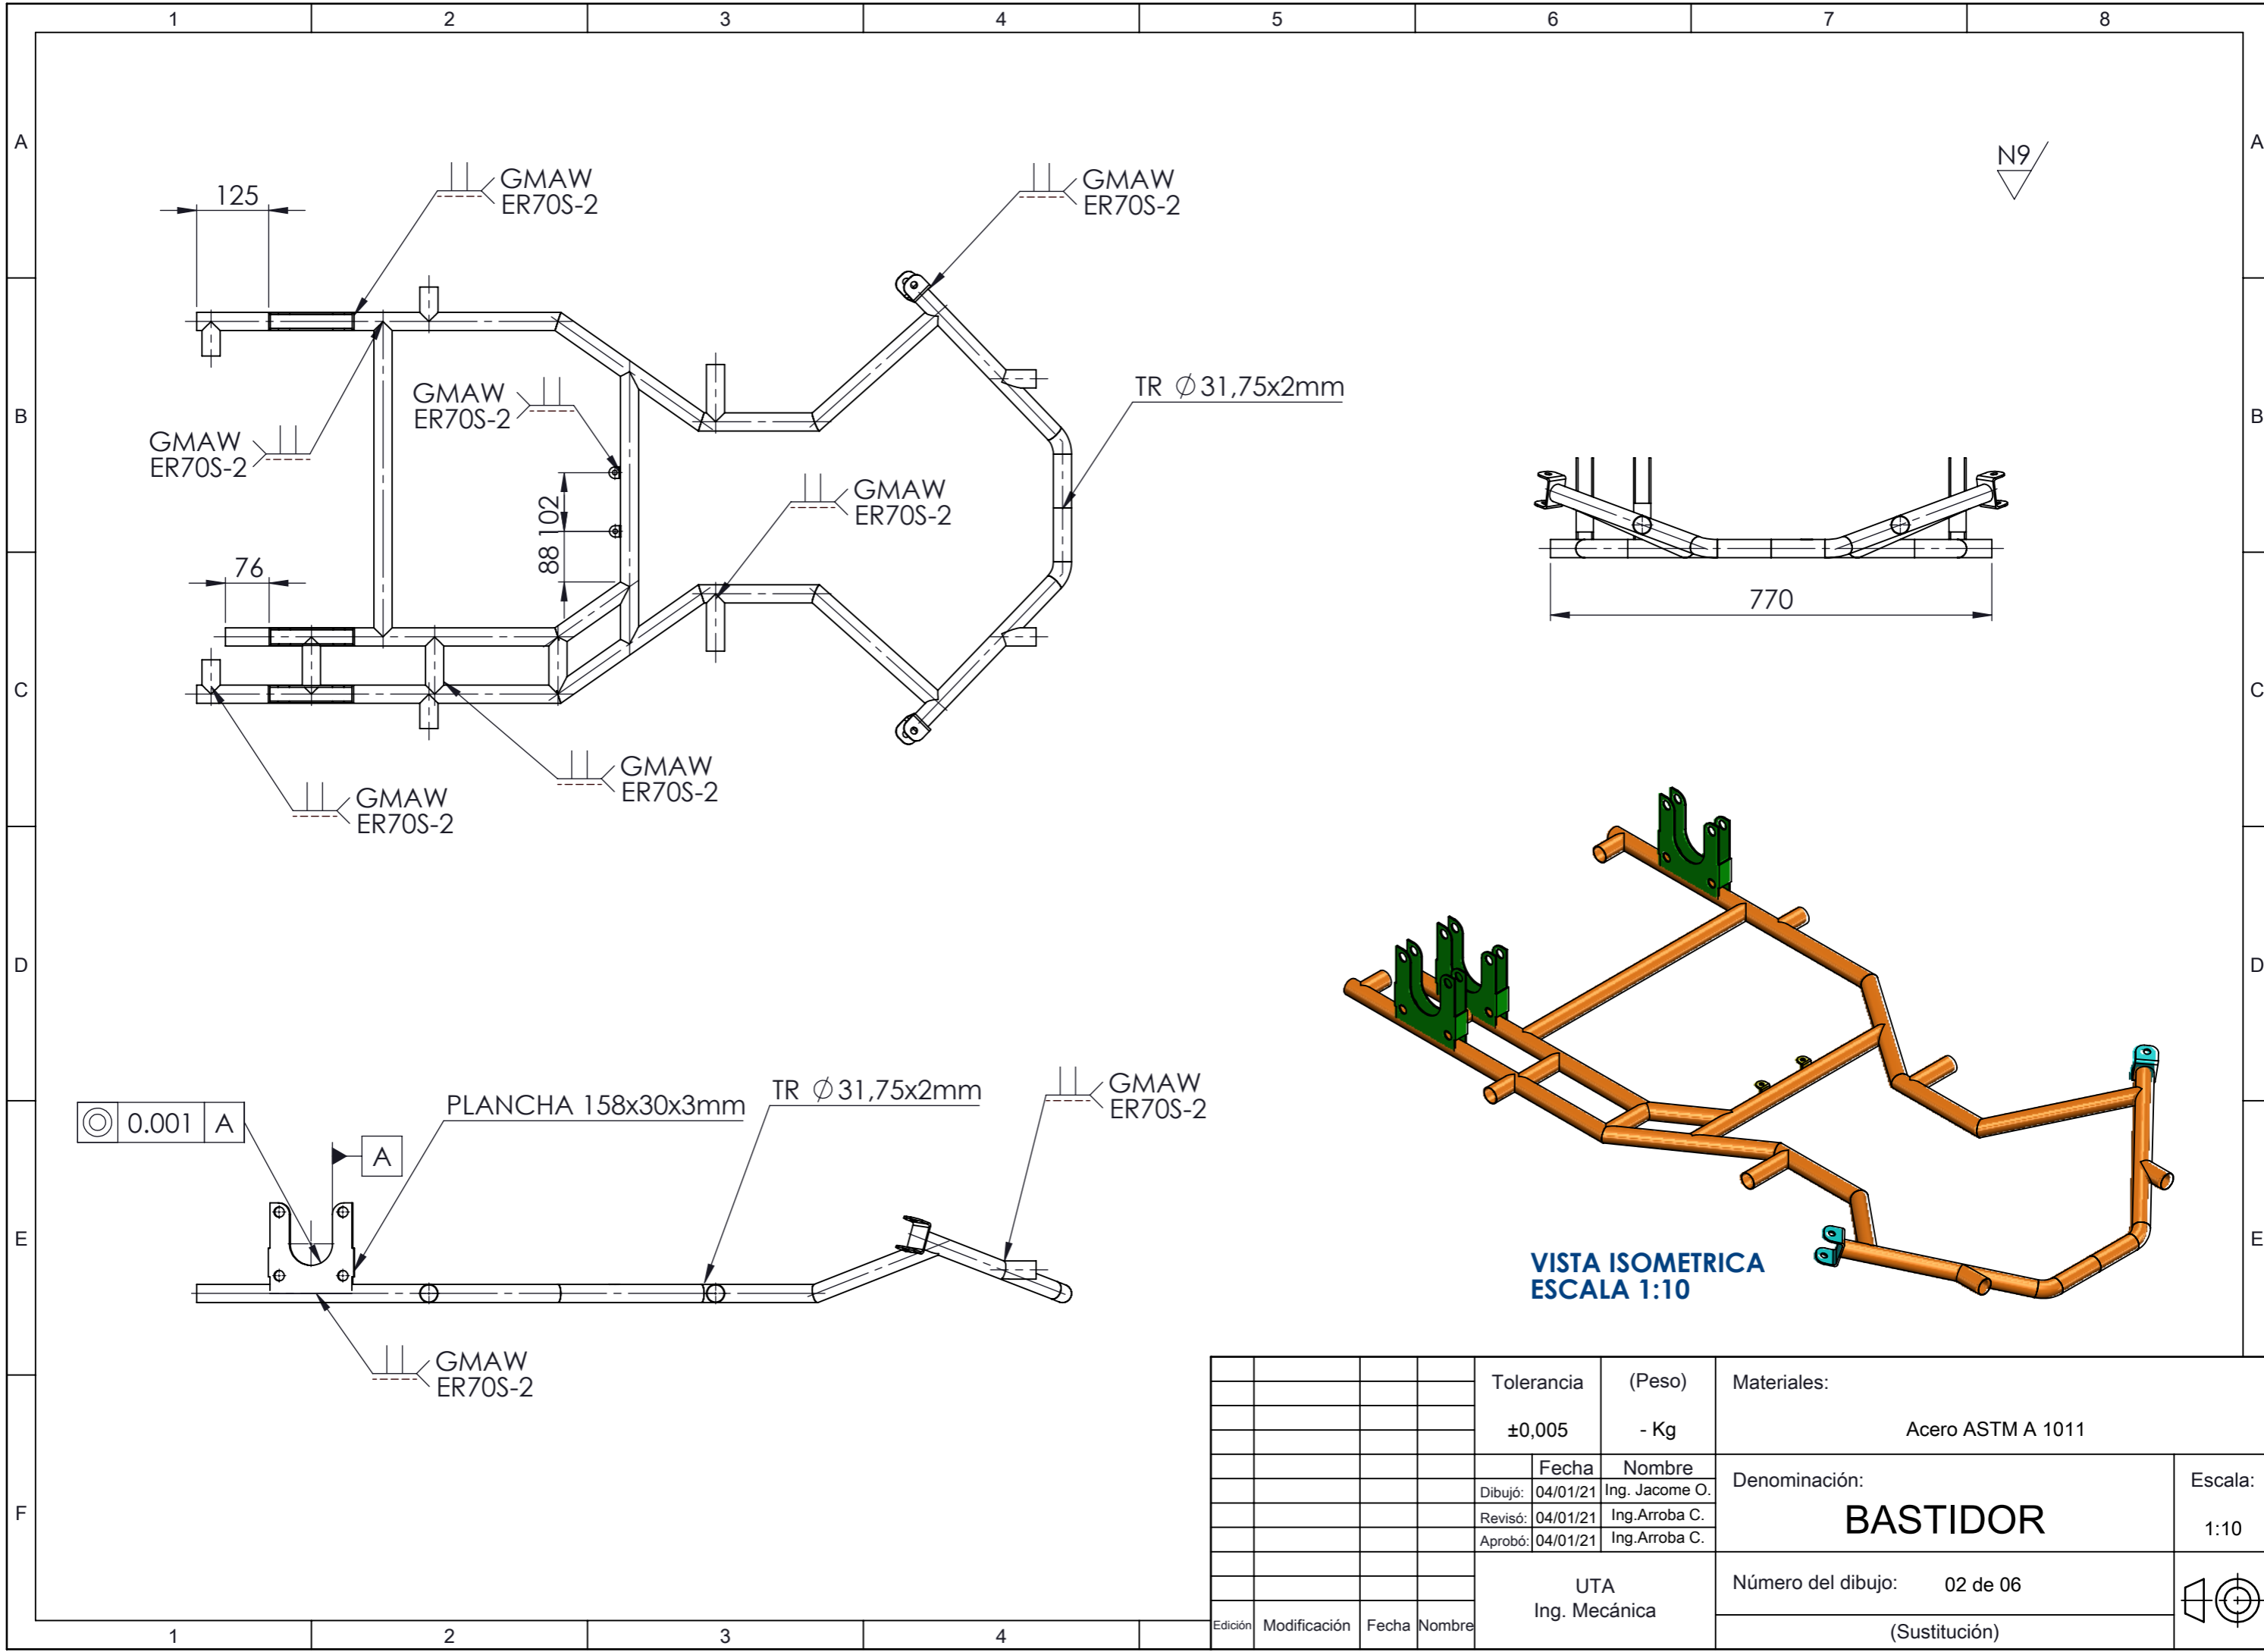 1 2 3 4 5 6 7 8
A A
N9
125
GMAW
ER70S-2
GMAW
ER70S-2
TR ∅31,75x2mm
B B
GMAW
ER70S-2
GMAW
ER70S-2
GMAW
ER70S-2
102
88
76
770
C C
GMAW
ER70S-2
GMAW
ER70S-2
D D
0.001 A
A
PLANCHA 158x30x3mm
TR ∅31,75x2mm
GMAW
ER70S-2
E E
GMAW
ER70S-2
VISTA ISOMETRICA
ESCALA 1:10
F
Tolerancia
±0,005
(Peso)
- Kg
Materiales:
Acero ASTM A 1011
Fecha Nombre
Dibujó: 04/01/21 Ing. Jacome O.
Revisó: 04/01/21 Ing.Arroba C.
Aprobó: 04/01/21 Ing.Arroba C.
Denominación:
BASTIDOR
Escala:
1:10
UTA
Ing. Mecánica
Número del dibujo: 02 de 06
(Sustitución)
Edición Modificación Fecha Nombre
1 2 3 4